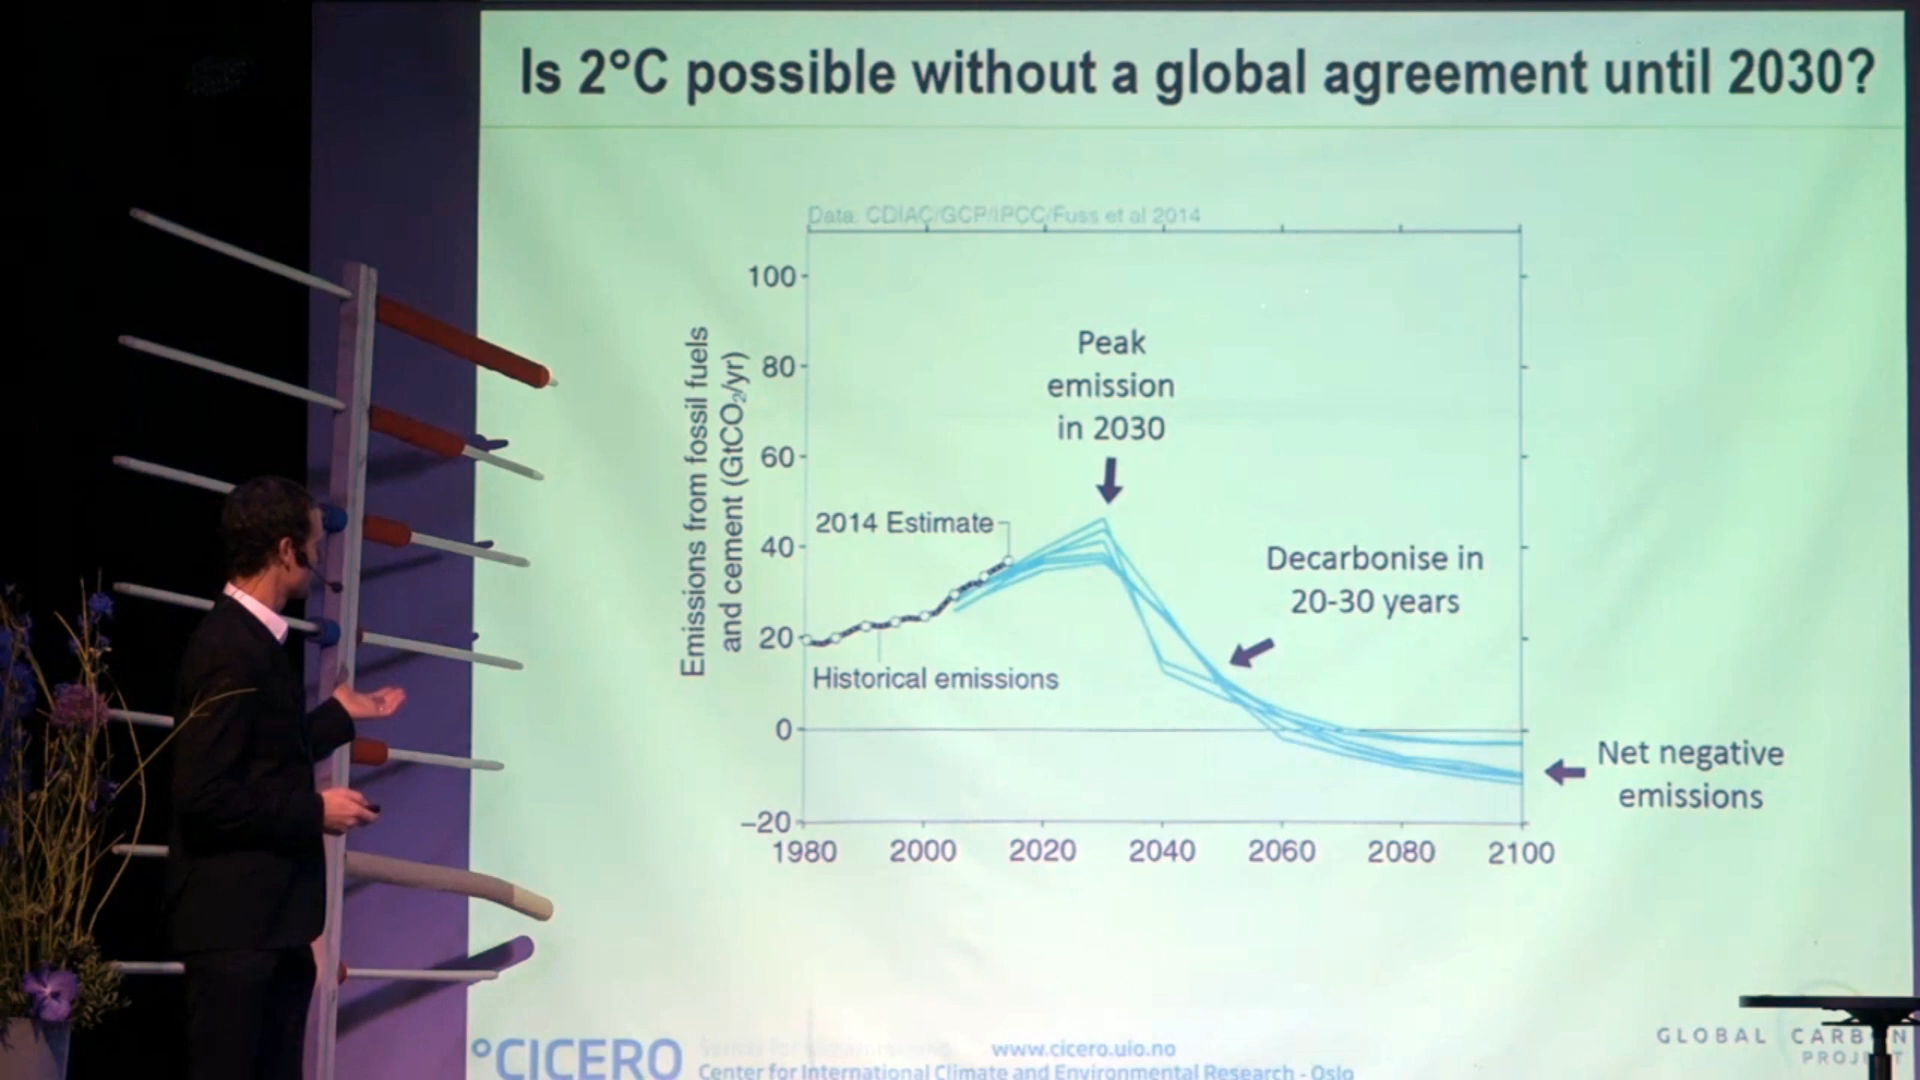 Is 2°C possible without a global agreement until 2030?
Data: CDIAC/GCP/IPCC/Fuss et al 2014
Emissions from fossil fuels
and cement (GtCO₂/yr)
100
80
60
40
20
0
−20
Peak
emission
in 2030
2014 Estimate
Historical emissions
Decarbonise in
20-30 years
Net negative
emissions
1980 2000 2020 2040 2060 2080 2100
°CICERO
www.cicero.uio.no
Center for International Climate and Environmental Research - Oslo
GLOBAL CARBON
PROJECT